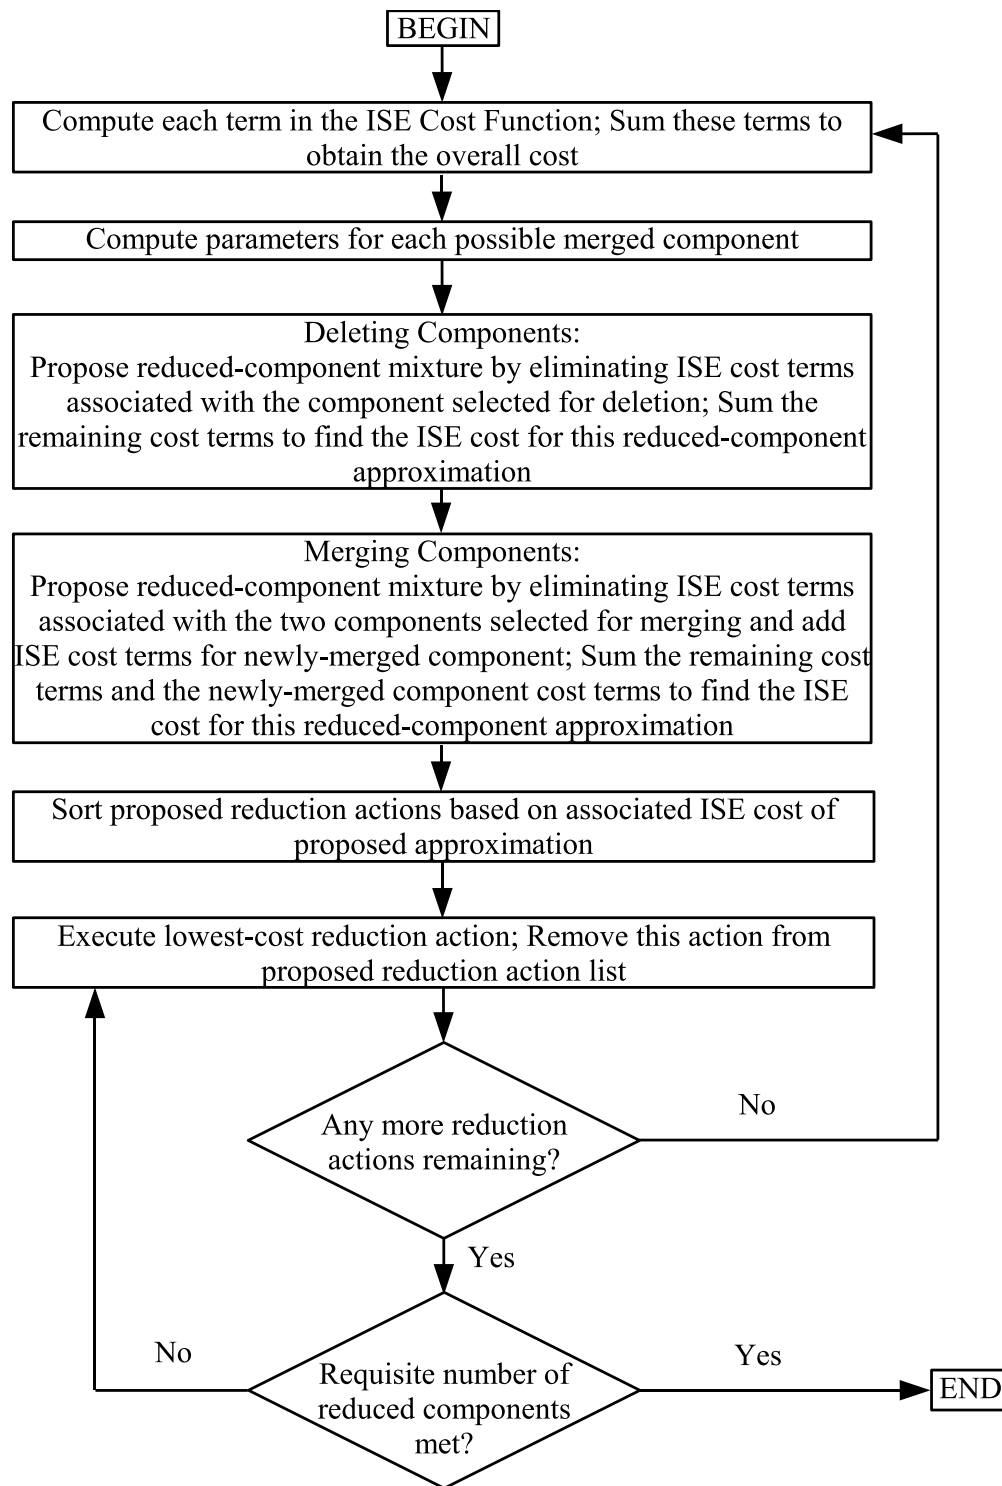 BEGIN
Compute each term in the ISE Cost Function; Sum these terms to
obtain the overall cost
Compute parameters for each possible merged component
Deleting Components:
Propose reduced-component mixture by eliminating ISE cost terms
associated with the component selected for deletion; Sum the
remaining cost terms to find the ISE cost for this reduced-component
approximation
Merging Components:
Propose reduced-component mixture by eliminating ISE cost terms
associated with the two components selected for merging and add
ISE cost terms for newly-merged component; Sum the remaining cost
terms and the newly-merged component cost terms to find the ISE
cost for this reduced-component approximation
Sort proposed reduction actions based on associated ISE cost of
proposed approximation
Execute lowest-cost reduction action; Remove this action from
proposed reduction action list
No
Any more reduction
actions remaining?
Yes
No
Yes
Requisite number of
reduced components
met?
END